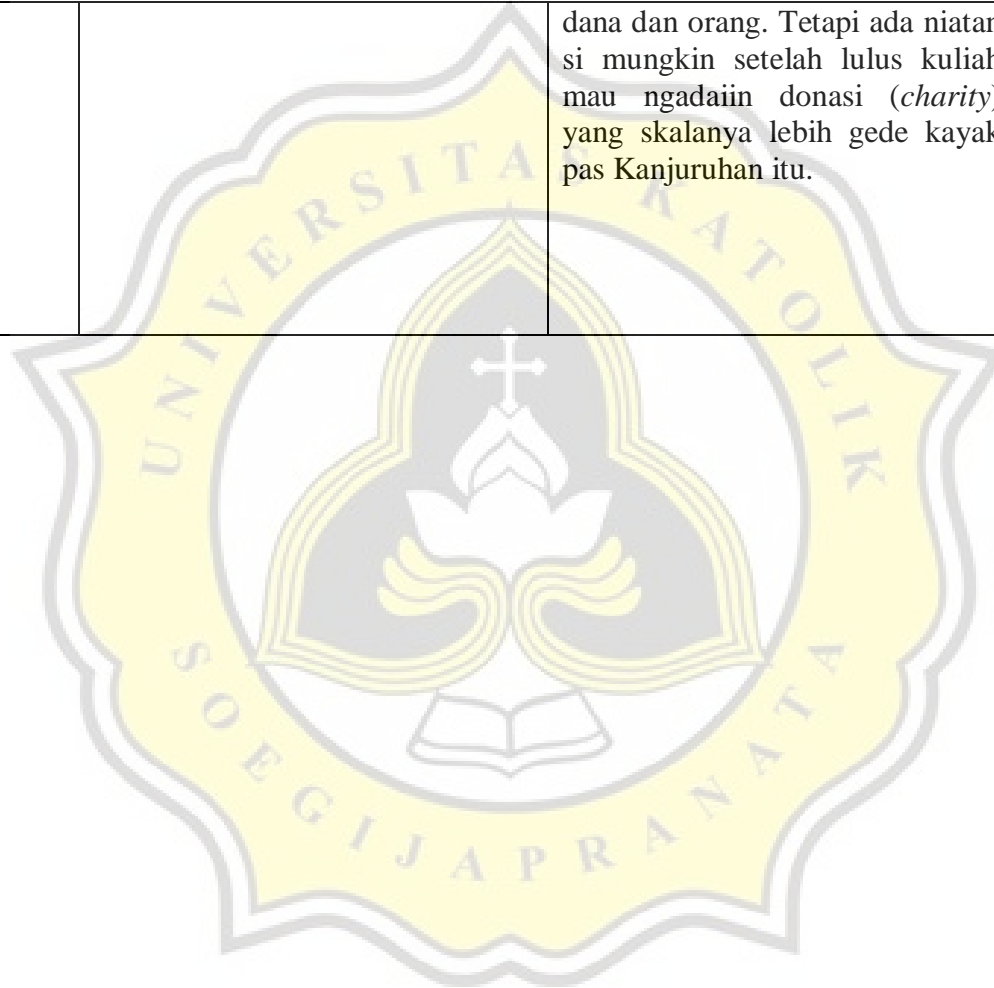 dana dan orang. Tetapi ada niatan
si mungkin setelah lulus kuliah
mau ngadaiin donasi (charity)
yang skalanya lebih gede kayak
pas Kanjuruhan itu.
UNIVERSITAS KATOLIK
SOEGIJAPRANATA